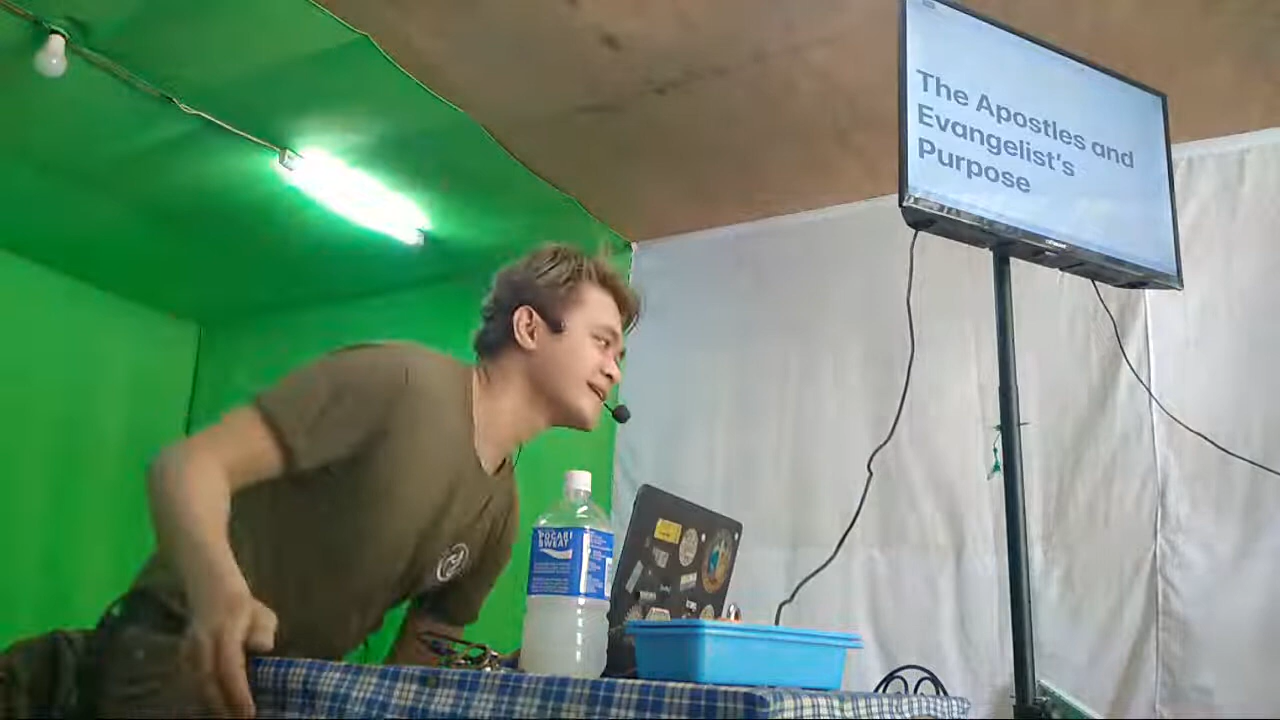 The Apostles and
Evangelist's
Purpose
POCARI
SWEAT